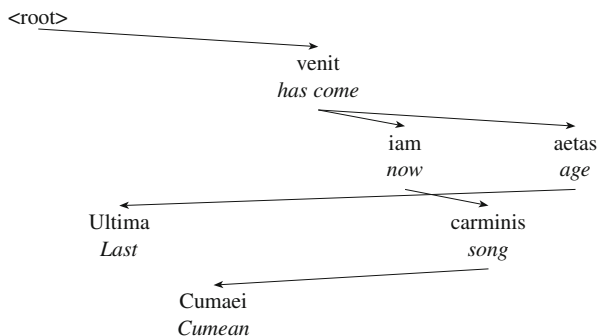 <root>
venit
has come
iam aetas
now age
Ultima carminis
Last song
Cumaei
Cumean